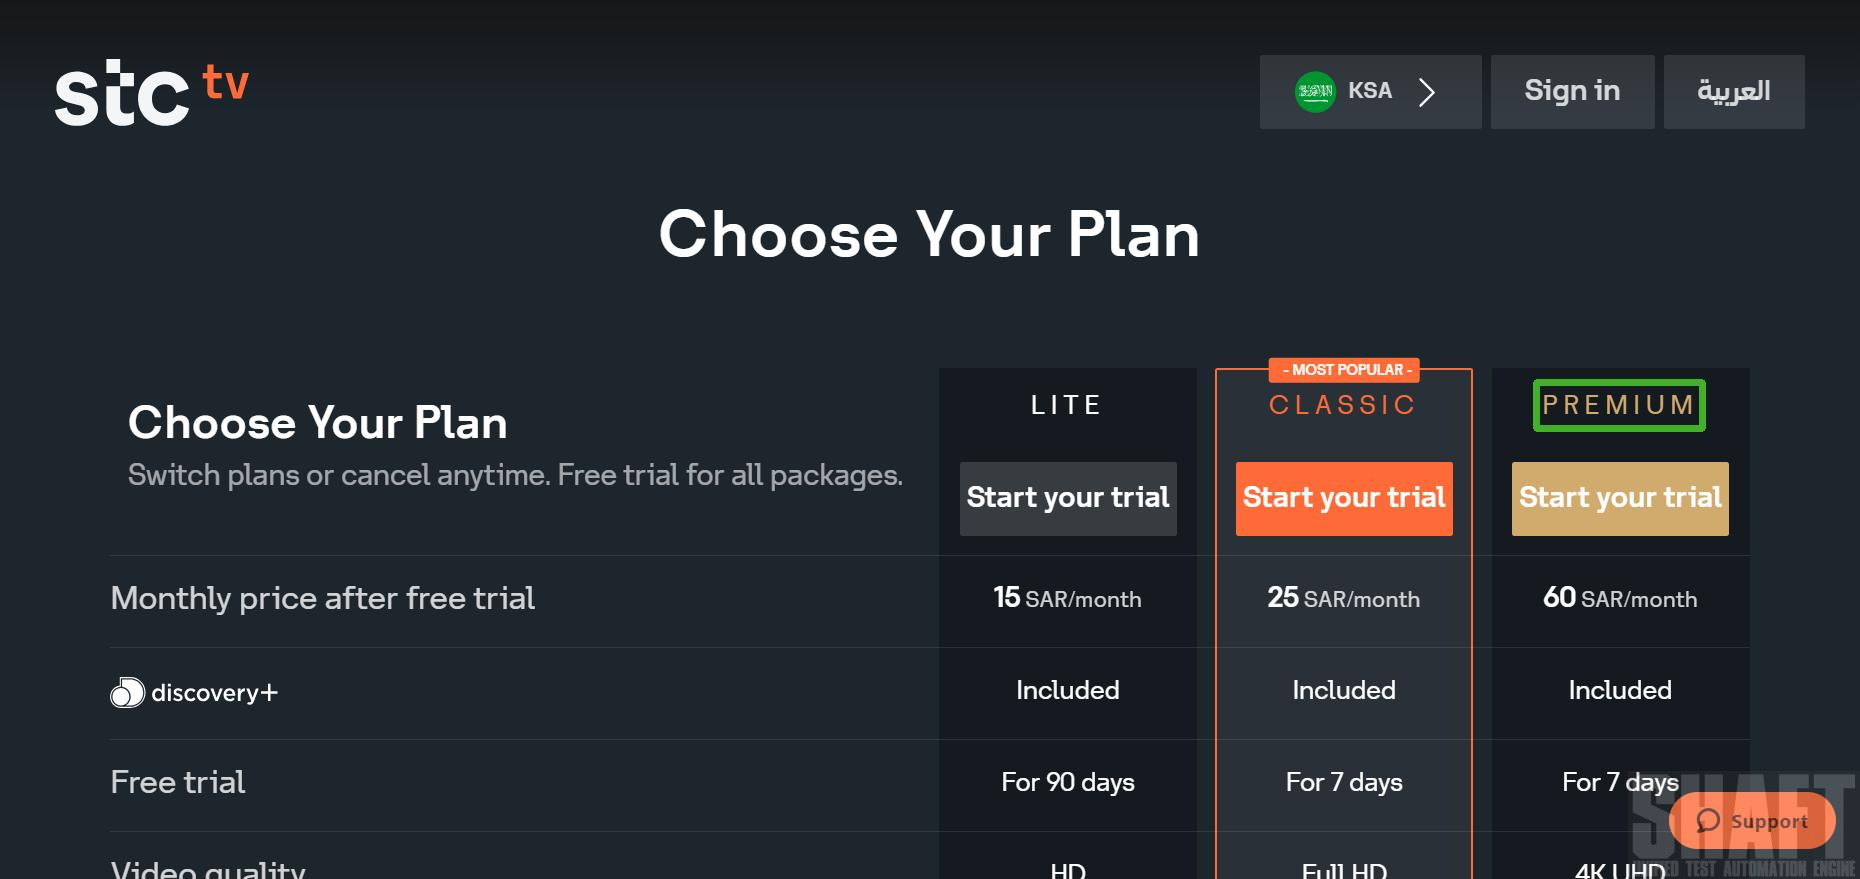 stc tv
KSA
Sign in
العربية
Choose Your Plan
- MOST POPULAR -
LITE
CLASSIC
PREMIUM
Choose Your Plan
Switch plans or cancel anytime. Free trial for all packages.
Start your trial
Start your trial
Start your trial
Monthly price after free trial
15 SAR/month
25 SAR/month
60 SAR/month
discovery+
Included
Included
Included
Free trial
For 90 days
For 7 days
For 7 days
Support
Video quality
HD
Full HD
4K UHD
SHAFT
TEST AUTOMATION ENGINE